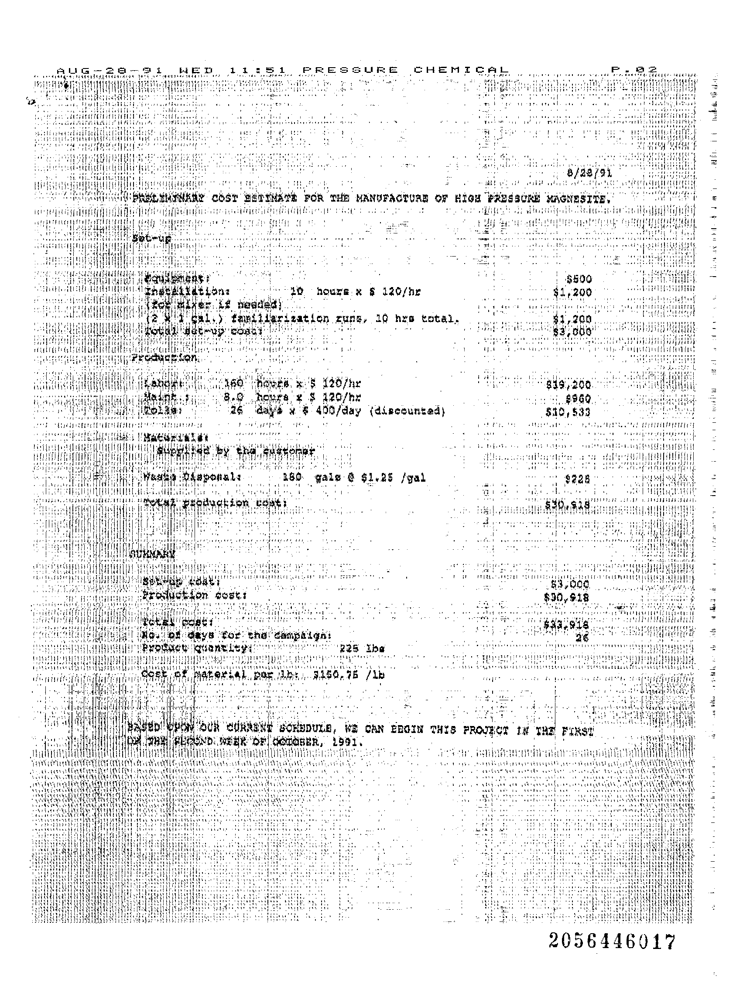 AUG-28-91 WED 11:51 PRESSURE CHEMICAL P.02
8/28/91
PRELIMINARY COST ESTIMATE FOR THE MANUFACTURE OF HIGH PRESSURE MAGNESITE.
Set-up
Equipment: $600
Installation: 10 hours x $ 120/hr $1,200
(for mixer if needed)
(2 x 1 gal.) familiarization runs, 10 hrs total. $1,200
Total set-up cost: $3,000
Production
Labor: 160 hours x $ 120/hr $19,200
Maint.: 8.0 hours x $ 120/hr $960
Tolls: 26 days x $ 400/day (discounted) $10,533
Materials:
Supplied by the customer
Waste Disposal: 180 gals @ $1.25 /gal $225
Total production cost: $30,918
SUMMARY
Set-up cost: $3,000
Production cost: $30,918
Total cost: $33,918
No. of days for the campaign: 26
Product quantity: 225 lbs
Cost of material per lb: $150.75 /lb
BASED UPON OUR CURRENT SCHEDULE, WE CAN BEGIN THIS PROJECT IN THE FIRST
OR THE SECOND WEEK OF OCTOBER, 1991.
2056446017